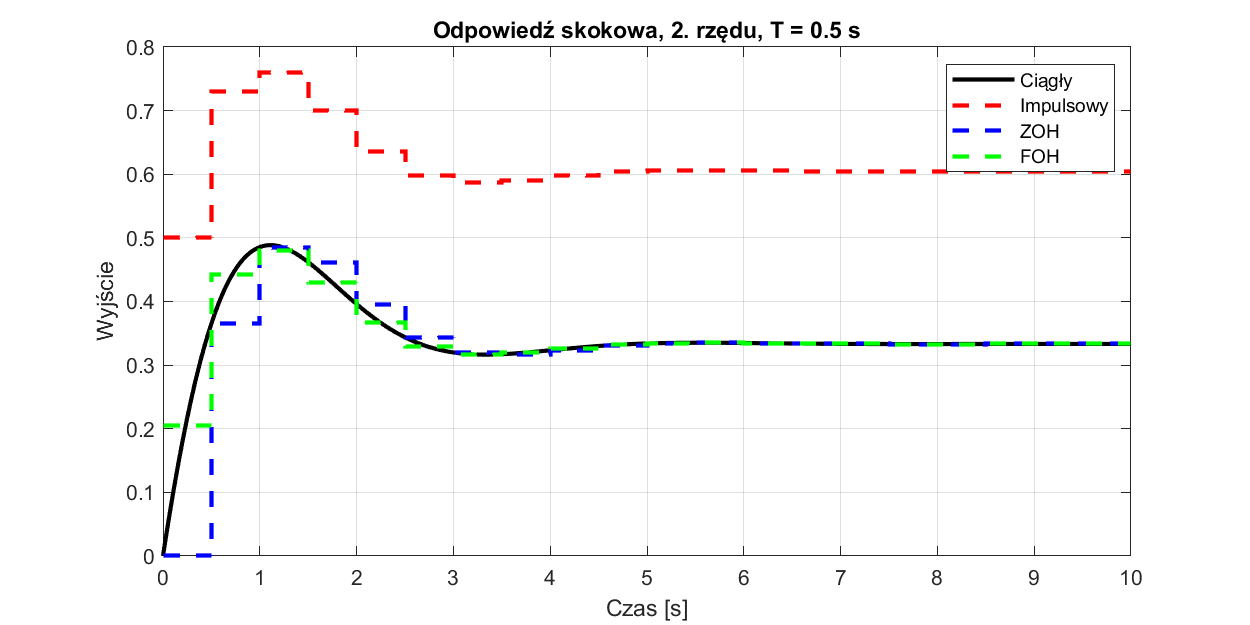 Odpowiedź skokowa, 2. rzędu, T = 0.5 s
0.8
0.7
0.6
0.5
0.4
0.3
0.2
0.1
0
Wyjście
Ciągły
Impulsowy
ZOH
FOH
0 1 2 3 4 5 6 7 8 9 10
Czas [s]